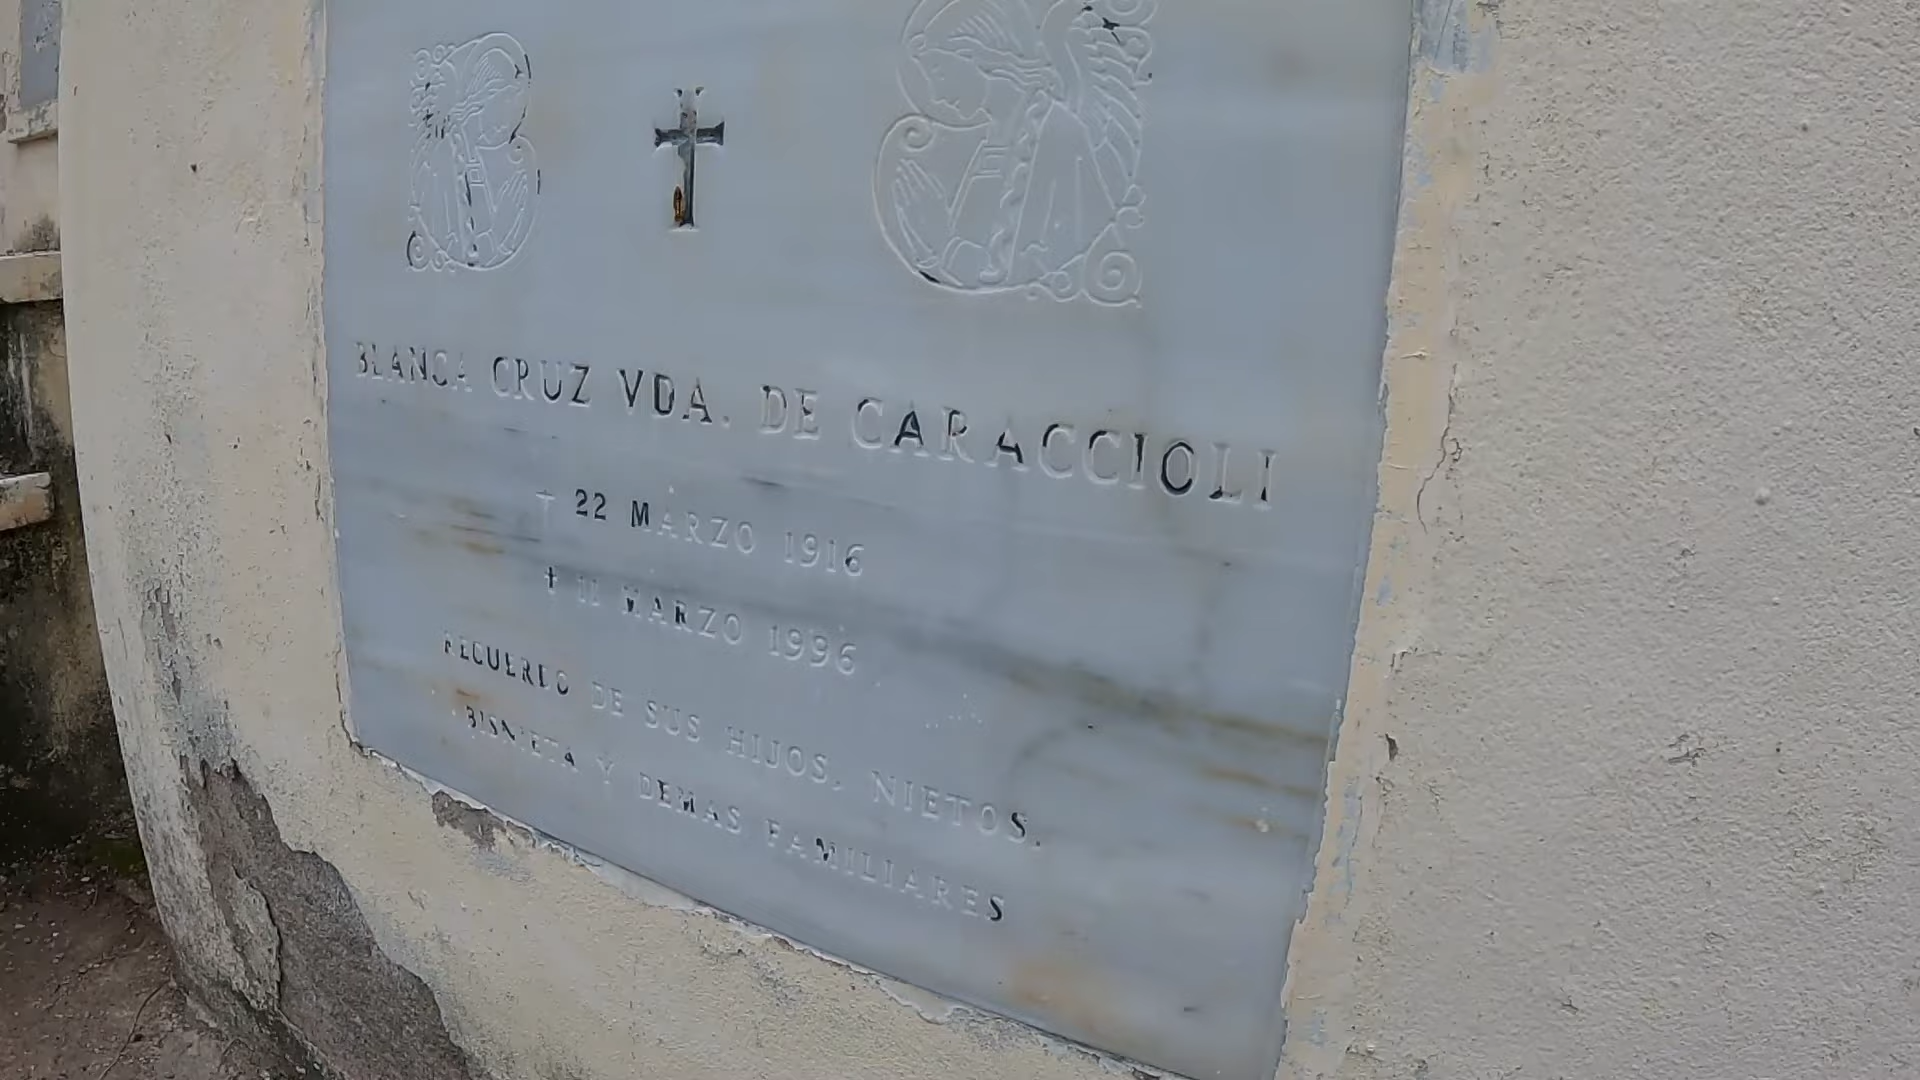 BLANCA CRUZ VDA. DE CARACCIOLI
† 22 MARZO 1916
† 11 MARZO 1996
RECUERDO DE SUS HIJOS, NIETOS,
BISNIETA Y DEMAS FAMILIARES